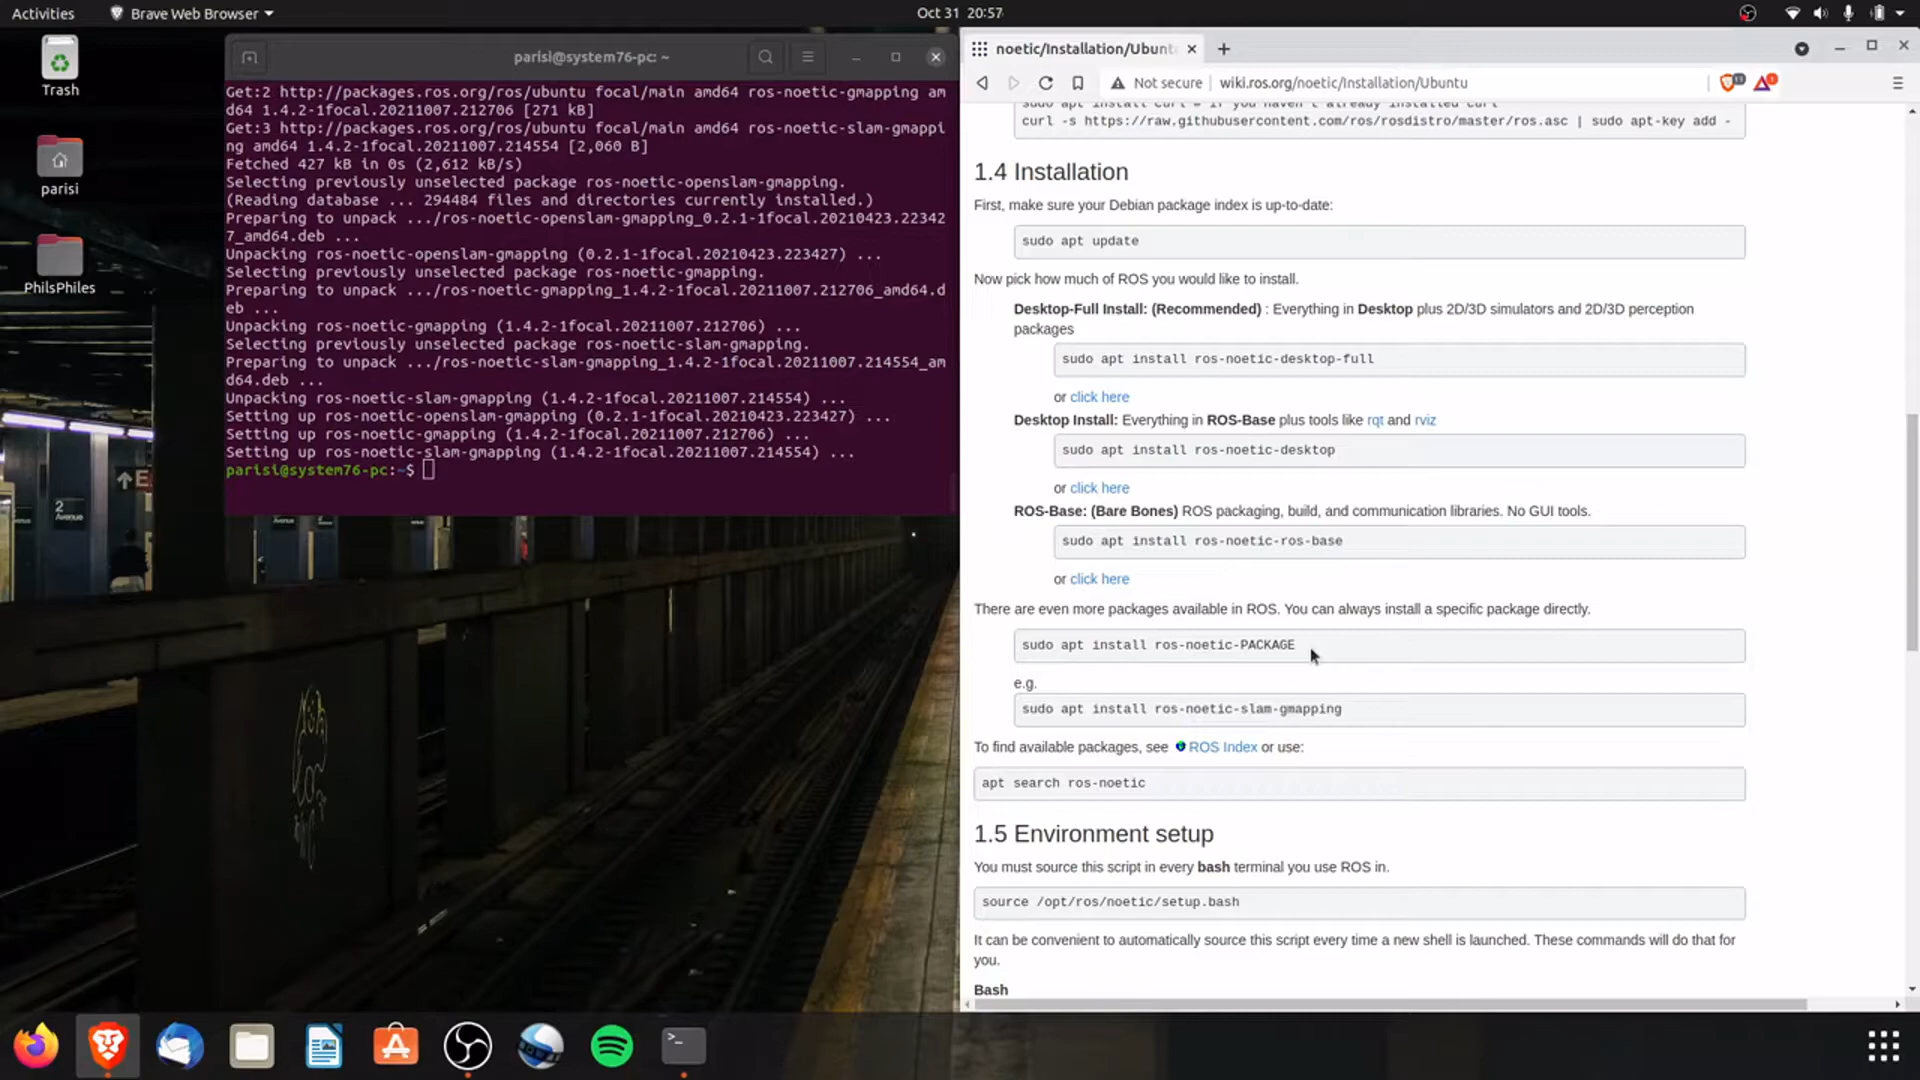 Activities
Brave Web Browser
Oct 31 20:57
Trash
parisi
PhilsPhiles
parisi@system76-pc: ~
Get:2 http://packages.ros.org/ros/ubuntu focal/main amd64 ros-noetic-gmapping am
d64 1.4.2-1focal.20211007.212706 [271 kB]
Get:3 http://packages.ros.org/ros/ubuntu focal/main amd64 ros-noetic-slam-gmappi
ng amd64 1.4.2-1focal.20211007.214554 [2,060 B]
Fetched 427 kB in 0s (2,612 kB/s)
Selecting previously unselected package ros-noetic-openslam-gmapping.
(Reading database ... 294484 files and directories currently installed.)
Preparing to unpack .../ros-noetic-openslam-gmapping_0.2.1-1focal.20210423.22342
7_amd64.deb ...
Unpacking ros-noetic-openslam-gmapping (0.2.1-1focal.20210423.223427) ...
Selecting previously unselected package ros-noetic-gmapping.
Preparing to unpack .../ros-noetic-gmapping_1.4.2-1focal.20211007.212706_amd64.d
eb ...
Unpacking ros-noetic-gmapping (1.4.2-1focal.20211007.212706) ...
Selecting previously unselected package ros-noetic-slam-gmapping.
Preparing to unpack .../ros-noetic-slam-gmapping_1.4.2-1focal.20211007.214554_am
d64.deb ...
Unpacking ros-noetic-slam-gmapping (1.4.2-1focal.20211007.214554) ...
Setting up ros-noetic-openslam-gmapping (0.2.1-1focal.20210423.223427) ...
Setting up ros-noetic-gmapping (1.4.2-1focal.20211007.212706) ...
Setting up ros-noetic-slam-gmapping (1.4.2-1focal.20211007.214554) ...
parisi@system76-pc:~$
E
2
Avenue
noetic/Installation/Ubunt
Not secure
wiki.ros.org/noetic/Installation/Ubuntu
sudo apt install curl # if you haven't already installed curl
curl -s https://raw.githubusercontent.com/ros/rosdistro/master/ros.asc | sudo apt-key add -
1.4 Installation
First, make sure your Debian package index is up-to-date:
sudo apt update
Now pick how much of ROS you would like to install.
Desktop-Full Install: (Recommended) : Everything in Desktop plus 2D/3D simulators and 2D/3D perception
packages
sudo apt install ros-noetic-desktop-full
or click here
Desktop Install: Everything in ROS-Base plus tools like rqt and rviz
sudo apt install ros-noetic-desktop
or click here
ROS-Base: (Bare Bones) ROS packaging, build, and communication libraries. No GUI tools.
sudo apt install ros-noetic-ros-base
or click here
There are even more packages available in ROS. You can always install a specific package directly.
sudo apt install ros-noetic-PACKAGE
e.g.
sudo apt install ros-noetic-slam-gmapping
To find available packages, see ROS Index or use:
apt search ros-noetic
1.5 Environment setup
You must source this script in every bash terminal you use ROS in.
source /opt/ros/noetic/setup.bash
It can be convenient to automatically source this script every time a new shell is launched. These commands will do that for
you.
Bash